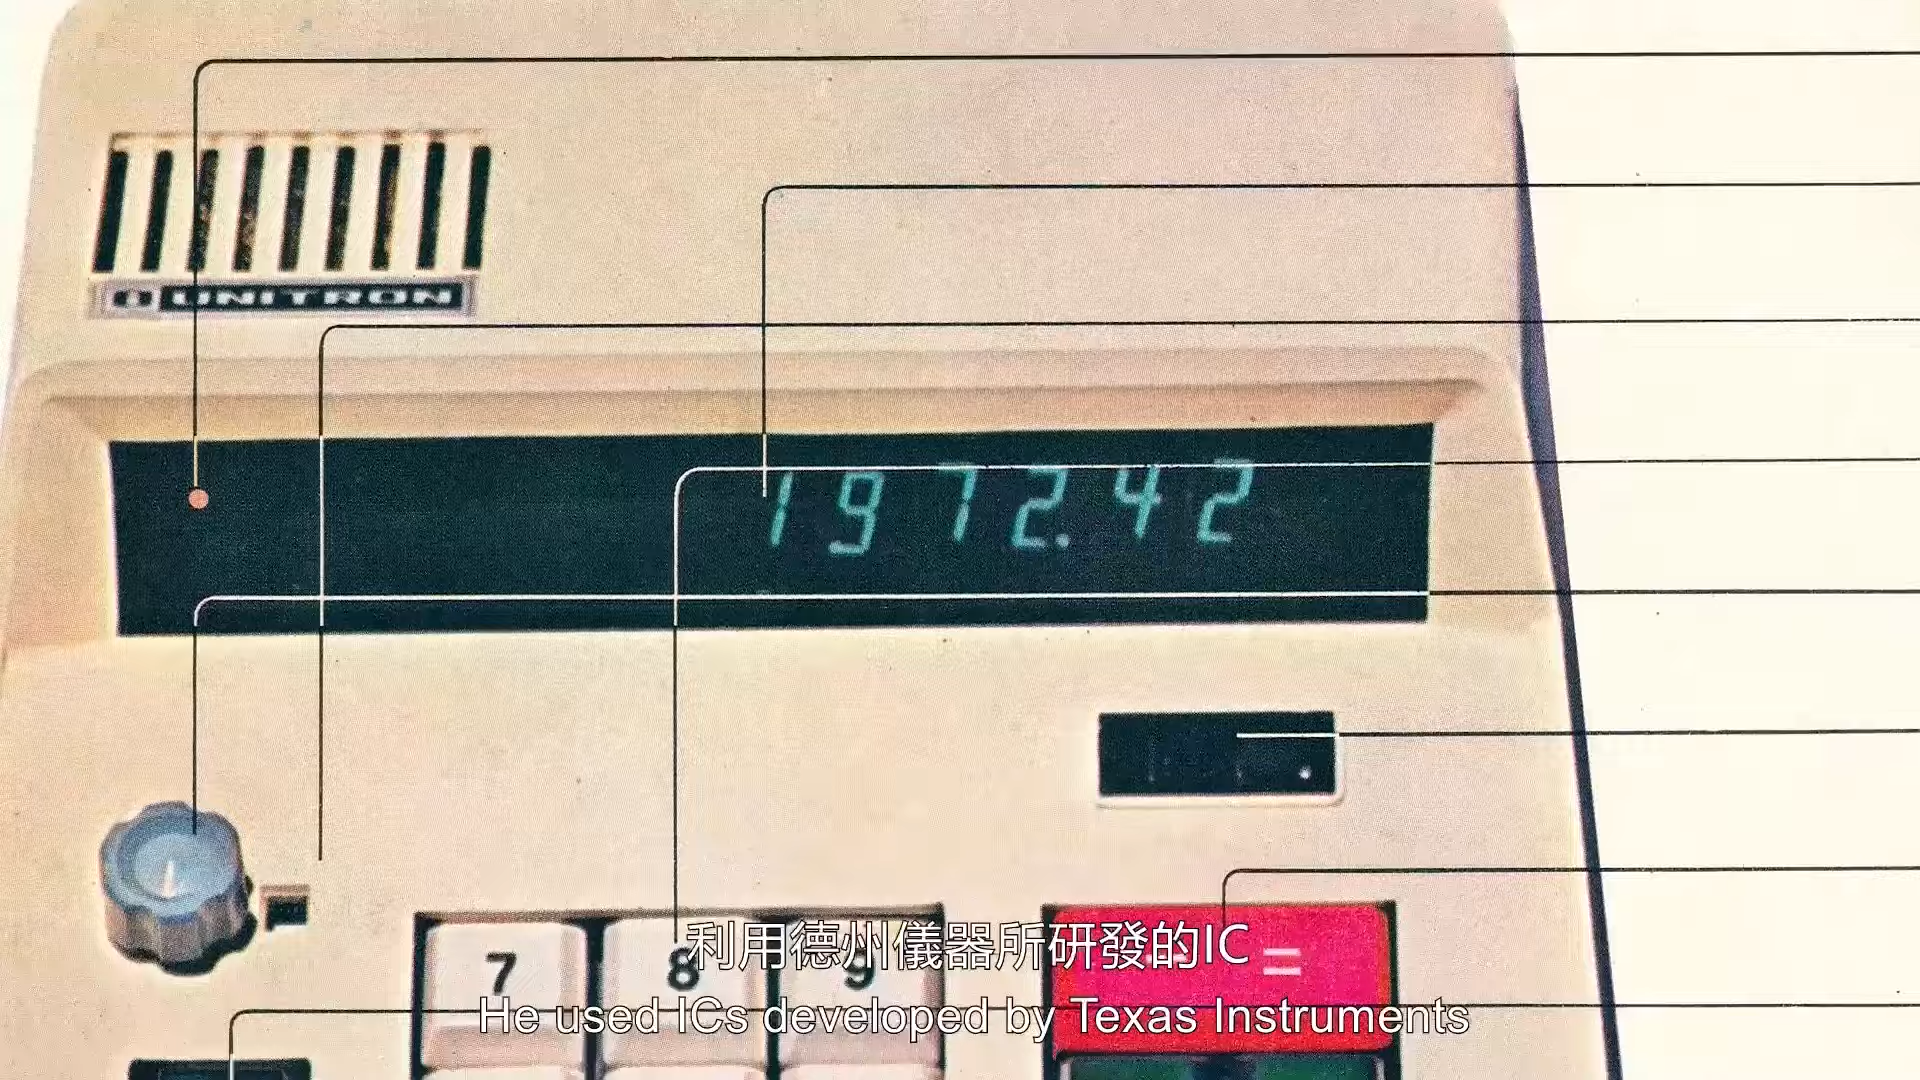 UNITRON
1972.42
7 8 9
=
利用德州儀器所研發的IC
He used ICs developed by Texas Instruments